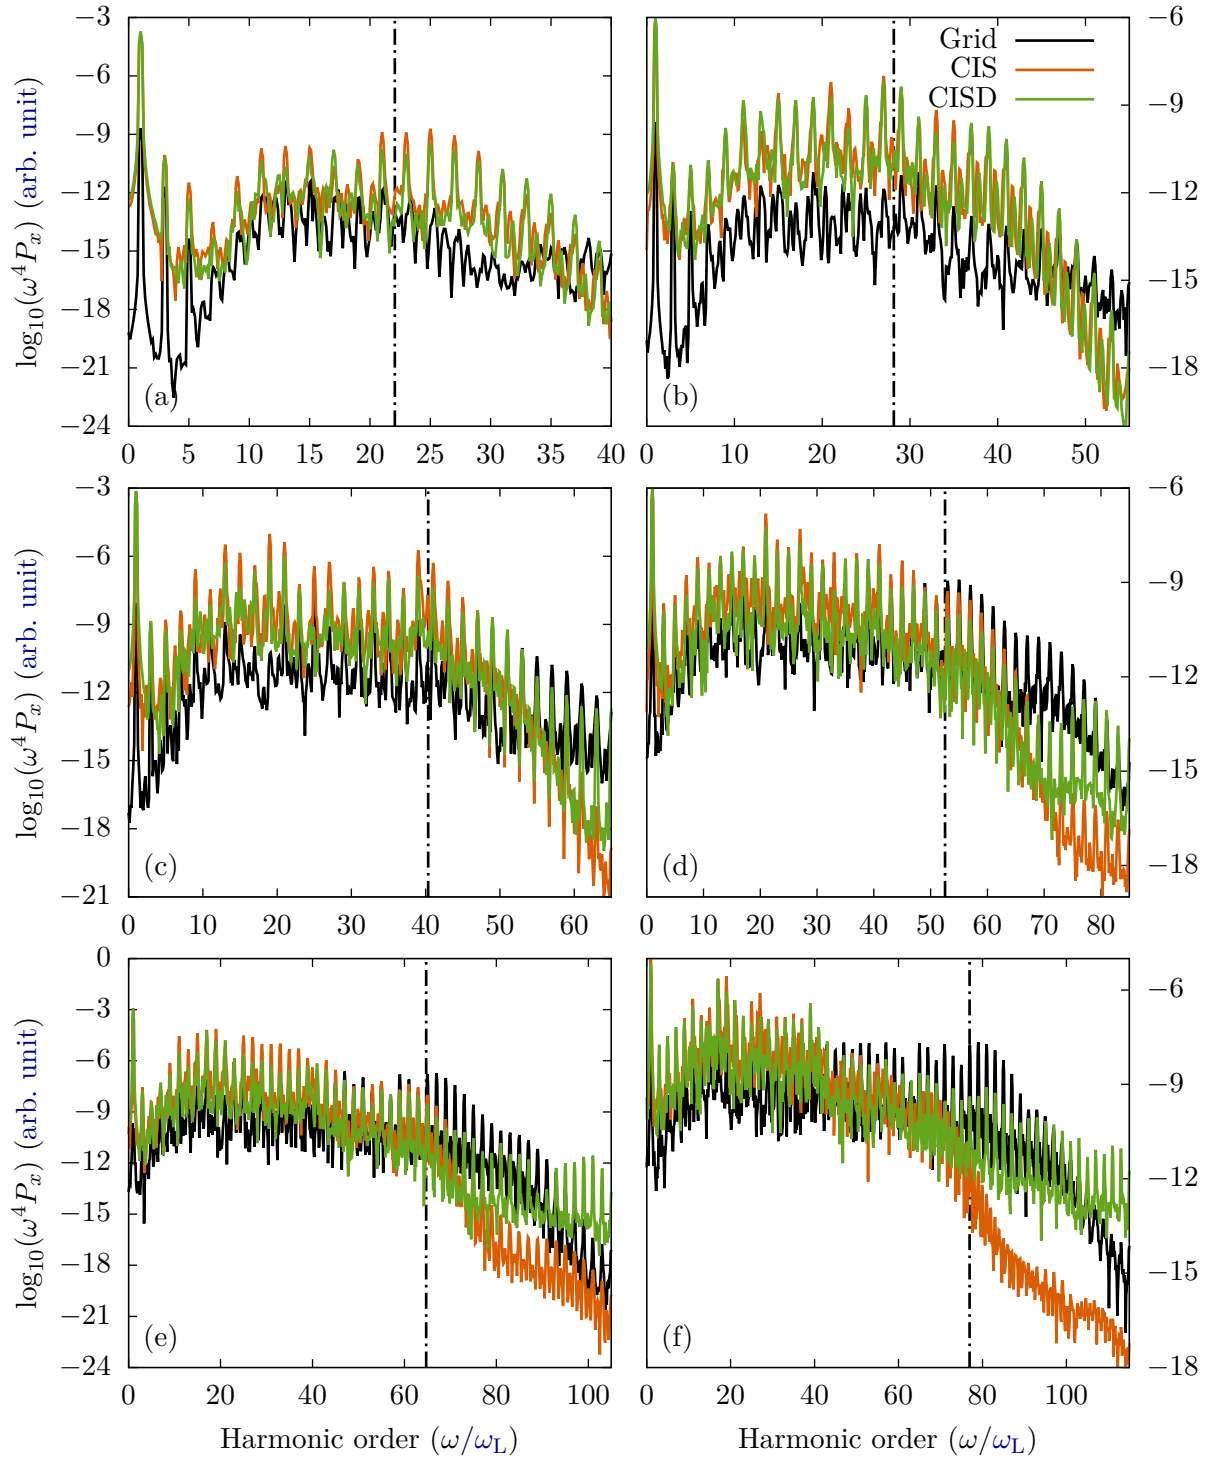 −3
−6
−9
−12
−15
−18
−21
−24
log10(ω⁴Pₓ) (arb. unit)
(a)
0 5 10 15 20 25 30 35 40
Grid
CIS
CISD
−6
−9
−12
−15
−18
(b)
0 10 20 30 40 50
−3
−6
−9
−12
−15
−18
−21
log10(ω⁴Pₓ) (arb. unit)
(c)
0 10 20 30 40 50 60
−6
−9
−12
−15
−18
(d)
0 10 20 30 40 50 60 70 80
0
−3
−6
−9
−12
−15
−18
−21
−24
log10(ω⁴Pₓ) (arb. unit)
(e)
0 20 40 60 80 100
Harmonic order (ω/ωL)
−6
−9
−12
−15
−18
(f)
0 20 40 60 80 100
Harmonic order (ω/ωL)